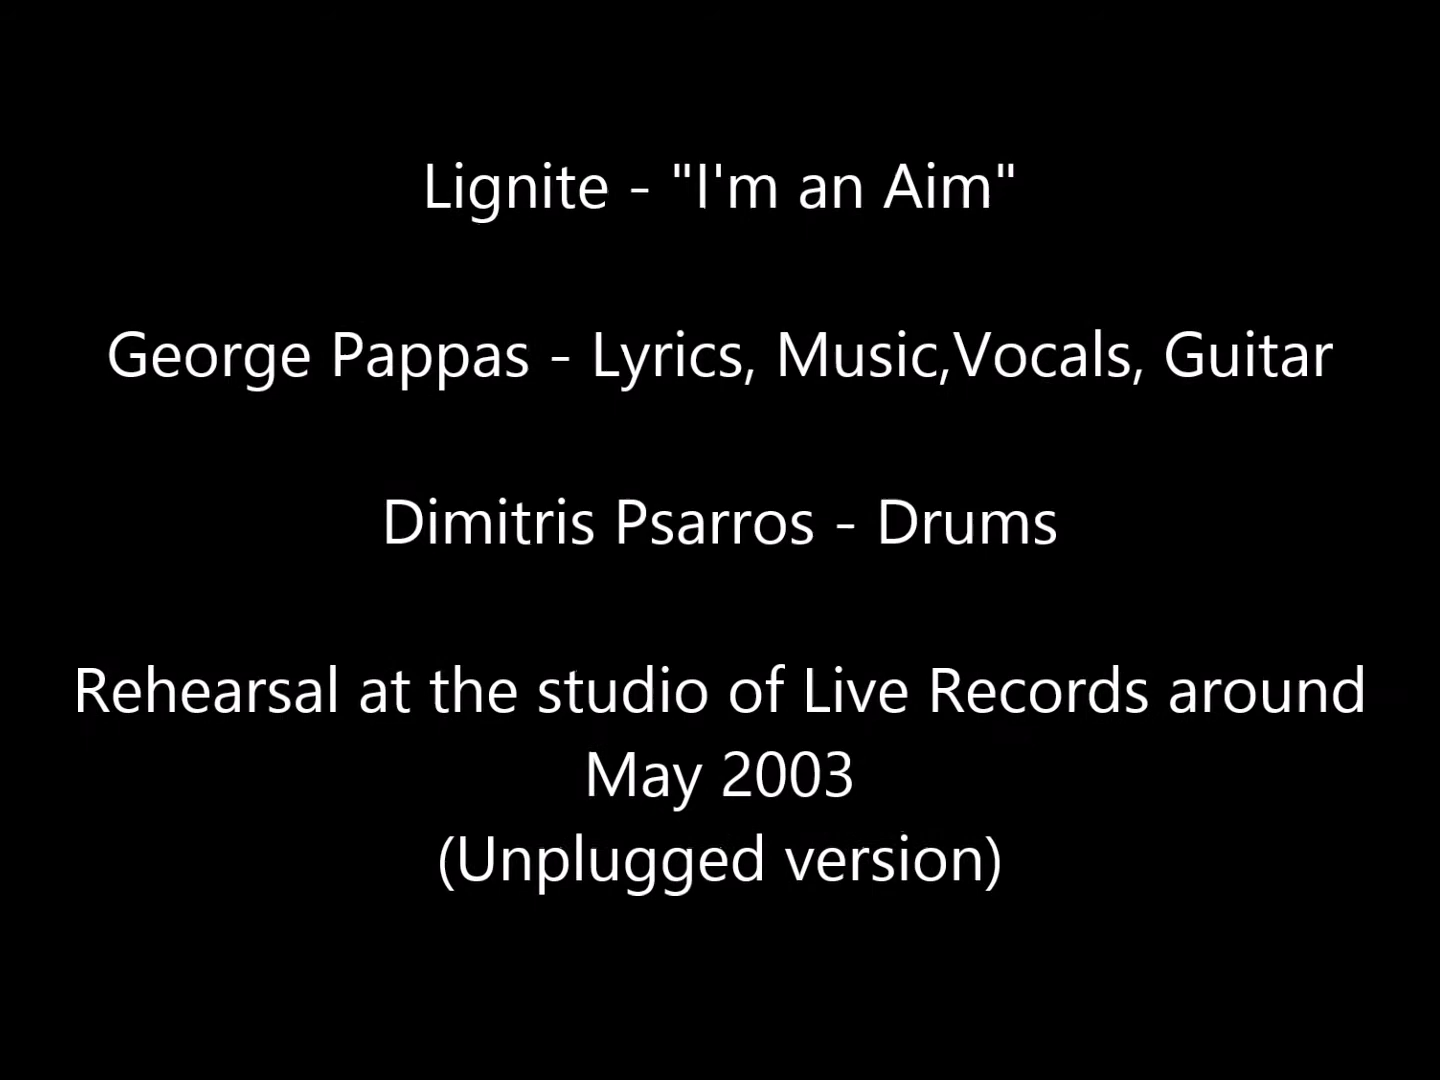 Lignite - "I'm an Aim"
George Pappas - Lyrics, Music,Vocals, Guitar
Dimitris Psarros - Drums
Rehearsal at the studio of Live Records around
May 2003
(Unplugged version)